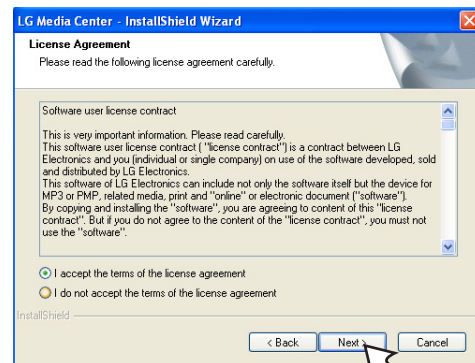 LG Media Center - InstallShield Wizard
License Agreement
Please read the following license agreement carefully.
Software user license contract
This is very important information. Please read carefully.
This software user license contract ( "license contract") is a contract between LG
Electronics and you (individual or single company) on use of the software developed, sold
and distributed by LG Electronics.
This software of LG Electronics can include not only the software itself but the device for
MP3 or PMP, related media, print and "online" or electronic document ("software").
By copying and installing the "software", you are agreeing to content of this "license
contract". But if you do not agree to the content of the "license contract", you must not
use the "software".
I accept the terms of the license agreement
I do not accept the terms of the license agreement
InstallShield
< Back Next > Cancel